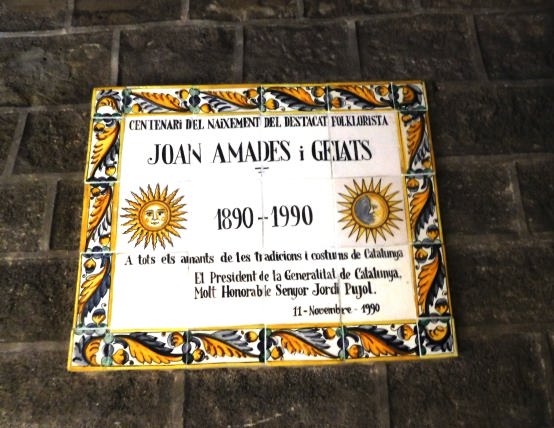 CENTENARI DEL NAIXEMENT DEL DESTACAT FOLKLORISTA
JOAN AMADES i GELATS
1890--1990
A tots els amants de les tradicions i costums de Catalunya
El President de la Generalitat de Catalunya,
Molt Honorable Senyor Jordi Pujol.
11-Novembre-1990